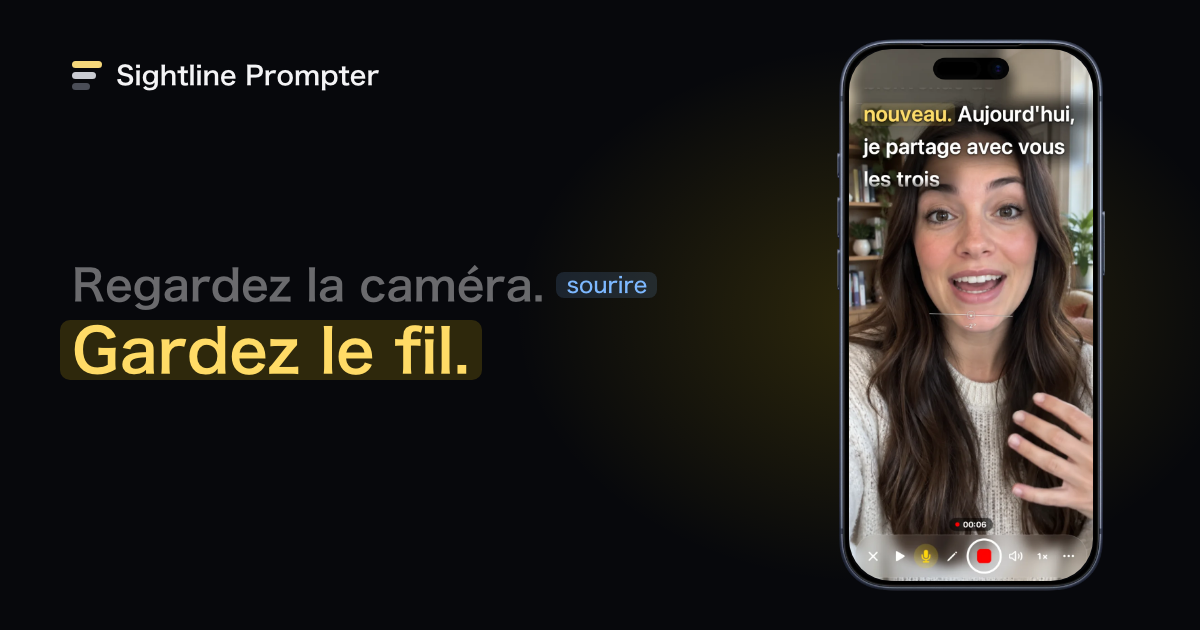 Sightline Prompter
Regardez la caméra. sourire
Gardez le fil.
nouveau. Aujourd'hui,
je partage avec vous
les trois
00:06
1x